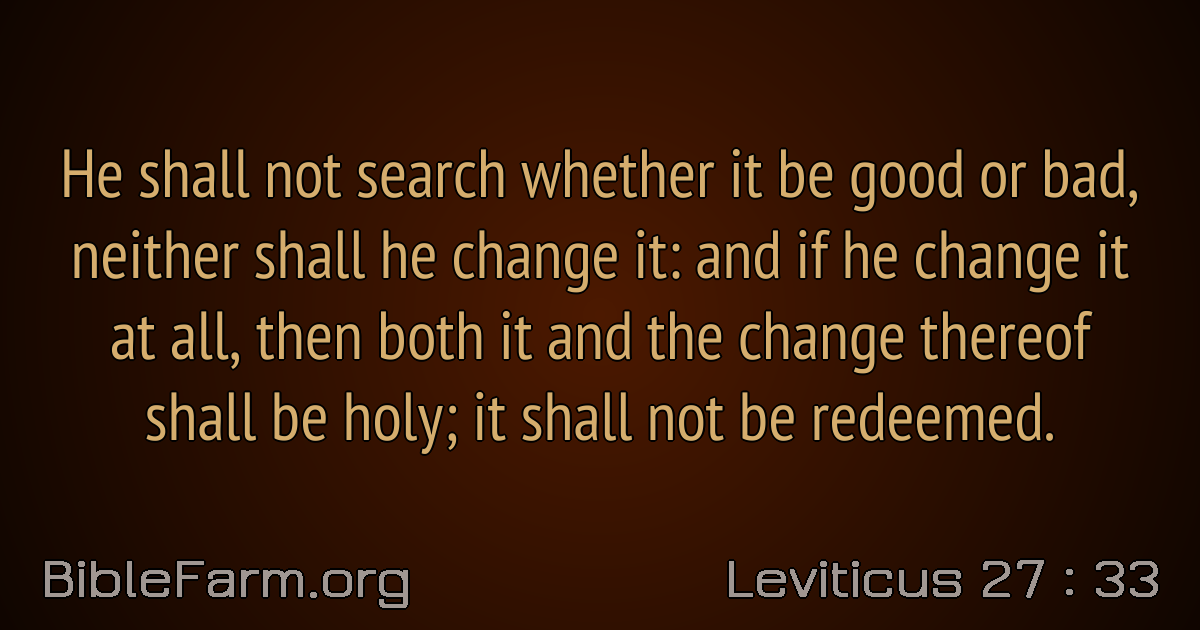 He shall not search whether it be good or bad,
neither shall he change it: and if he change it
at all, then both it and the change thereof
shall be holy; it shall not be redeemed.
BibleFarm.org
Leviticus 27 : 33